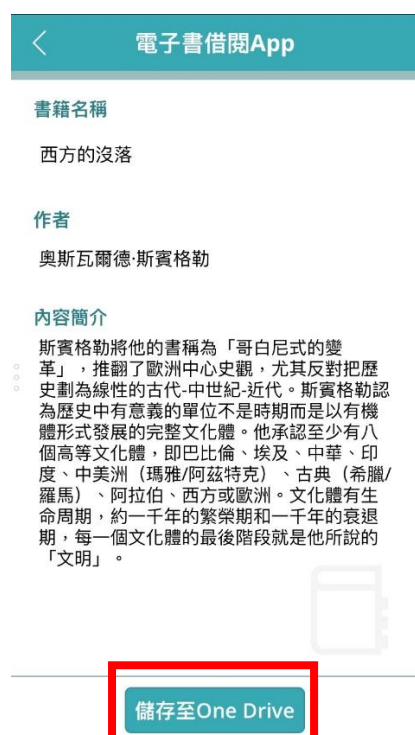 電子書借閱App
書籍名稱
西方的沒落
作者
奧斯瓦爾德·斯賓格勒
內容簡介
斯賓格勒將他的書稱為「哥白尼式的變
革」，推翻了歐洲中心史觀，尤其反對把歷
史劃為線性的古代-中世紀-近代。斯賓格勒認
為歷史中有意義的單位不是時期而是以有機
體形式發展的完整文化體。他承認至少有八
個高等文化體，即巴比倫、埃及、中華、印
度、中美洲（瑪雅/阿茲特克）、古典（希臘/
羅馬）、阿拉伯、西方或歐洲。文化體有生
命周期，約一千年的繁榮期和一千年的衰退
期，每一個文化體的最後階段就是他所說的
「文明」。
儲存至One Drive